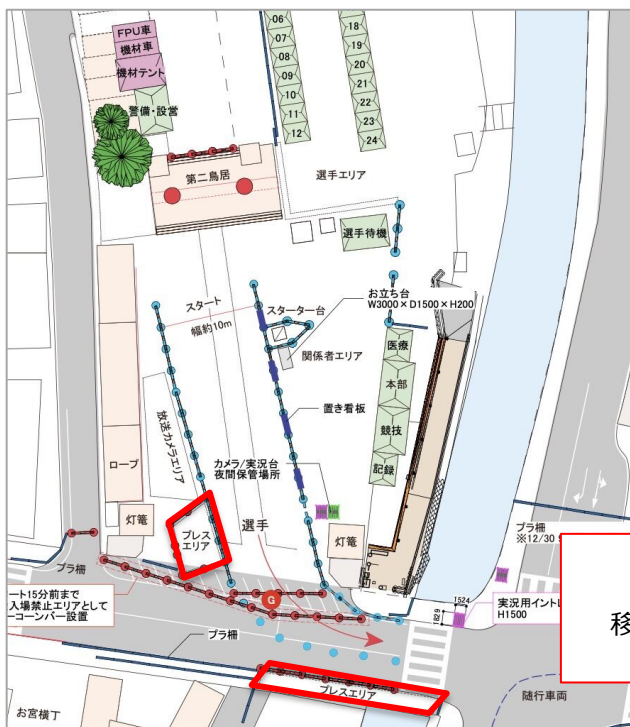 FPU車
機材車
機材テント
警備・設営
06
07
08
09
10
11
12
18
19
20
21
22
23
24
第二鳥居
選手エリア
選手待機
お立ち台
W3000×D1500×H200
スタート
幅約10m
スターター台
関係者エリア
医療
本部
競技
記録
置き看板
放送カメラエリア
カメラ/実況台
夜間保管場所
ロープ
灯篭
プレス
エリア
選手
灯篭
プラ柵
※12/30
プラ柵
ート15分前まで
入場禁止エリアとして
ーコーンバー設置
G
1524
1829
実況用イントレ
H1500
移
プラ柵
プレスエリア
お宮横丁
随行車両